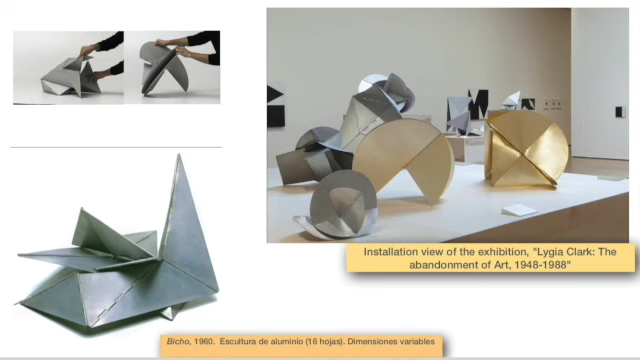 Installation view of the exhibition, "Lygia Clark: The
abandonment of Art, 1948-1988"
Bicho, 1960. Escultura de aluminio (16 hojas). Dimensiones variables